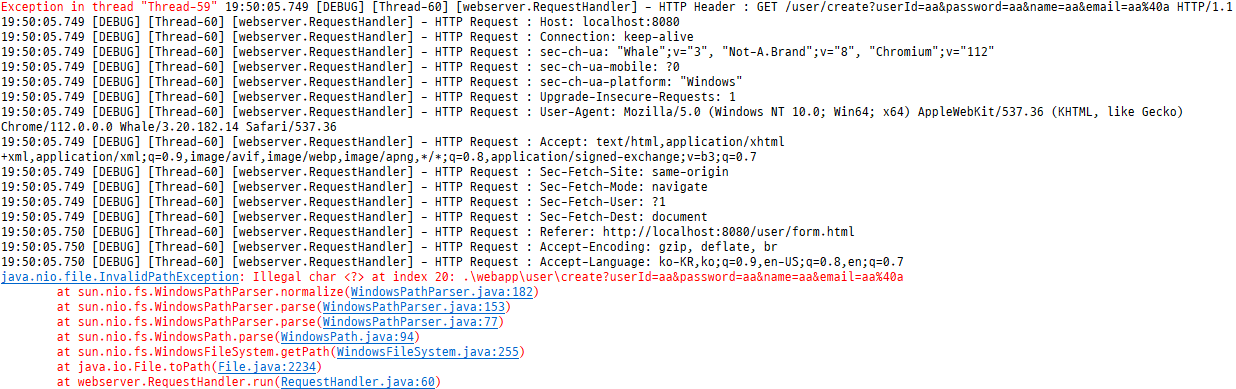 Exception in thread "Thread-59" 19:50:05.749 [DEBUG] [Thread-60] [webserver.RequestHandler] - HTTP Header : GET /user/create?userId=aa&password=aa&name=aa&email=aa%40a HTTP/1.1
19:50:05.749 [DEBUG] [Thread-60] [webserver.RequestHandler] - HTTP Request : Host: localhost:8080
19:50:05.749 [DEBUG] [Thread-60] [webserver.RequestHandler] - HTTP Request : Connection: keep-alive
19:50:05.749 [DEBUG] [Thread-60] [webserver.RequestHandler] - HTTP Request : sec-ch-ua: "Whale";v="3", "Not-A.Brand";v="8", "Chromium";v="112"
19:50:05.749 [DEBUG] [Thread-60] [webserver.RequestHandler] - HTTP Request : sec-ch-ua-mobile: ?0
19:50:05.749 [DEBUG] [Thread-60] [webserver.RequestHandler] - HTTP Request : sec-ch-ua-platform: "Windows"
19:50:05.749 [DEBUG] [Thread-60] [webserver.RequestHandler] - HTTP Request : Upgrade-Insecure-Requests: 1
19:50:05.749 [DEBUG] [Thread-60] [webserver.RequestHandler] - HTTP Request : User-Agent: Mozilla/5.0 (Windows NT 10.0; Win64; x64) AppleWebKit/537.36 (KHTML, like Gecko)
Chrome/112.0.0.0 Whale/3.20.182.14 Safari/537.36
19:50:05.749 [DEBUG] [Thread-60] [webserver.RequestHandler] - HTTP Request : Accept: text/html,application/xhtml
+xml,application/xml;q=0.9,image/avif,image/webp,image/apng,*/*;q=0.8,application/signed-exchange;v=b3;q=0.7
19:50:05.749 [DEBUG] [Thread-60] [webserver.RequestHandler] - HTTP Request : Sec-Fetch-Site: same-origin
19:50:05.749 [DEBUG] [Thread-60] [webserver.RequestHandler] - HTTP Request : Sec-Fetch-Mode: navigate
19:50:05.749 [DEBUG] [Thread-60] [webserver.RequestHandler] - HTTP Request : Sec-Fetch-User: ?1
19:50:05.749 [DEBUG] [Thread-60] [webserver.RequestHandler] - HTTP Request : Sec-Fetch-Dest: document
19:50:05.750 [DEBUG] [Thread-60] [webserver.RequestHandler] - HTTP Request : Referer: http://localhost:8080/user/form.html
19:50:05.750 [DEBUG] [Thread-60] [webserver.RequestHandler] - HTTP Request : Accept-Encoding: gzip, deflate, br
19:50:05.750 [DEBUG] [Thread-60] [webserver.RequestHandler] - HTTP Request : Accept-Language: ko-KR,ko;q=0.9,en-US;q=0.8,en;q=0.7
java.nio.file.InvalidPathException: Illegal char <?> at index 20: .\webapp\user\create?userId=aa&password=aa&name=aa&email=aa%40a
at sun.nio.fs.WindowsPathParser.normalize(WindowsPathParser.java:182)
at sun.nio.fs.WindowsPathParser.parse(WindowsPathParser.java:153)
at sun.nio.fs.WindowsPathParser.parse(WindowsPathParser.java:77)
at sun.nio.fs.WindowsPath.parse(WindowsPath.java:94)
at sun.nio.fs.WindowsFileSystem.getPath(WindowsFileSystem.java:255)
at java.io.File.toPath(File.java:2234)
at webserver.RequestHandler.run(RequestHandler.java:60)